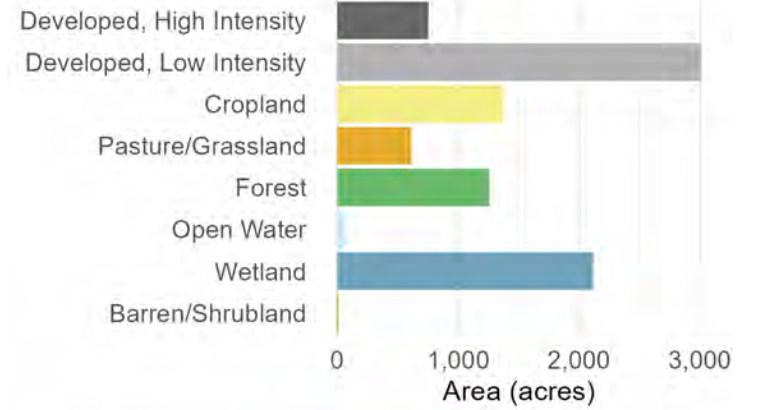 Developed, High Intensity
Developed, Low Intensity
Cropland
Pasture/Grassland
Forest
Open Water
Wetland
Barren/Shrubland
0 1,000 2,000 3,000
Area (acres)